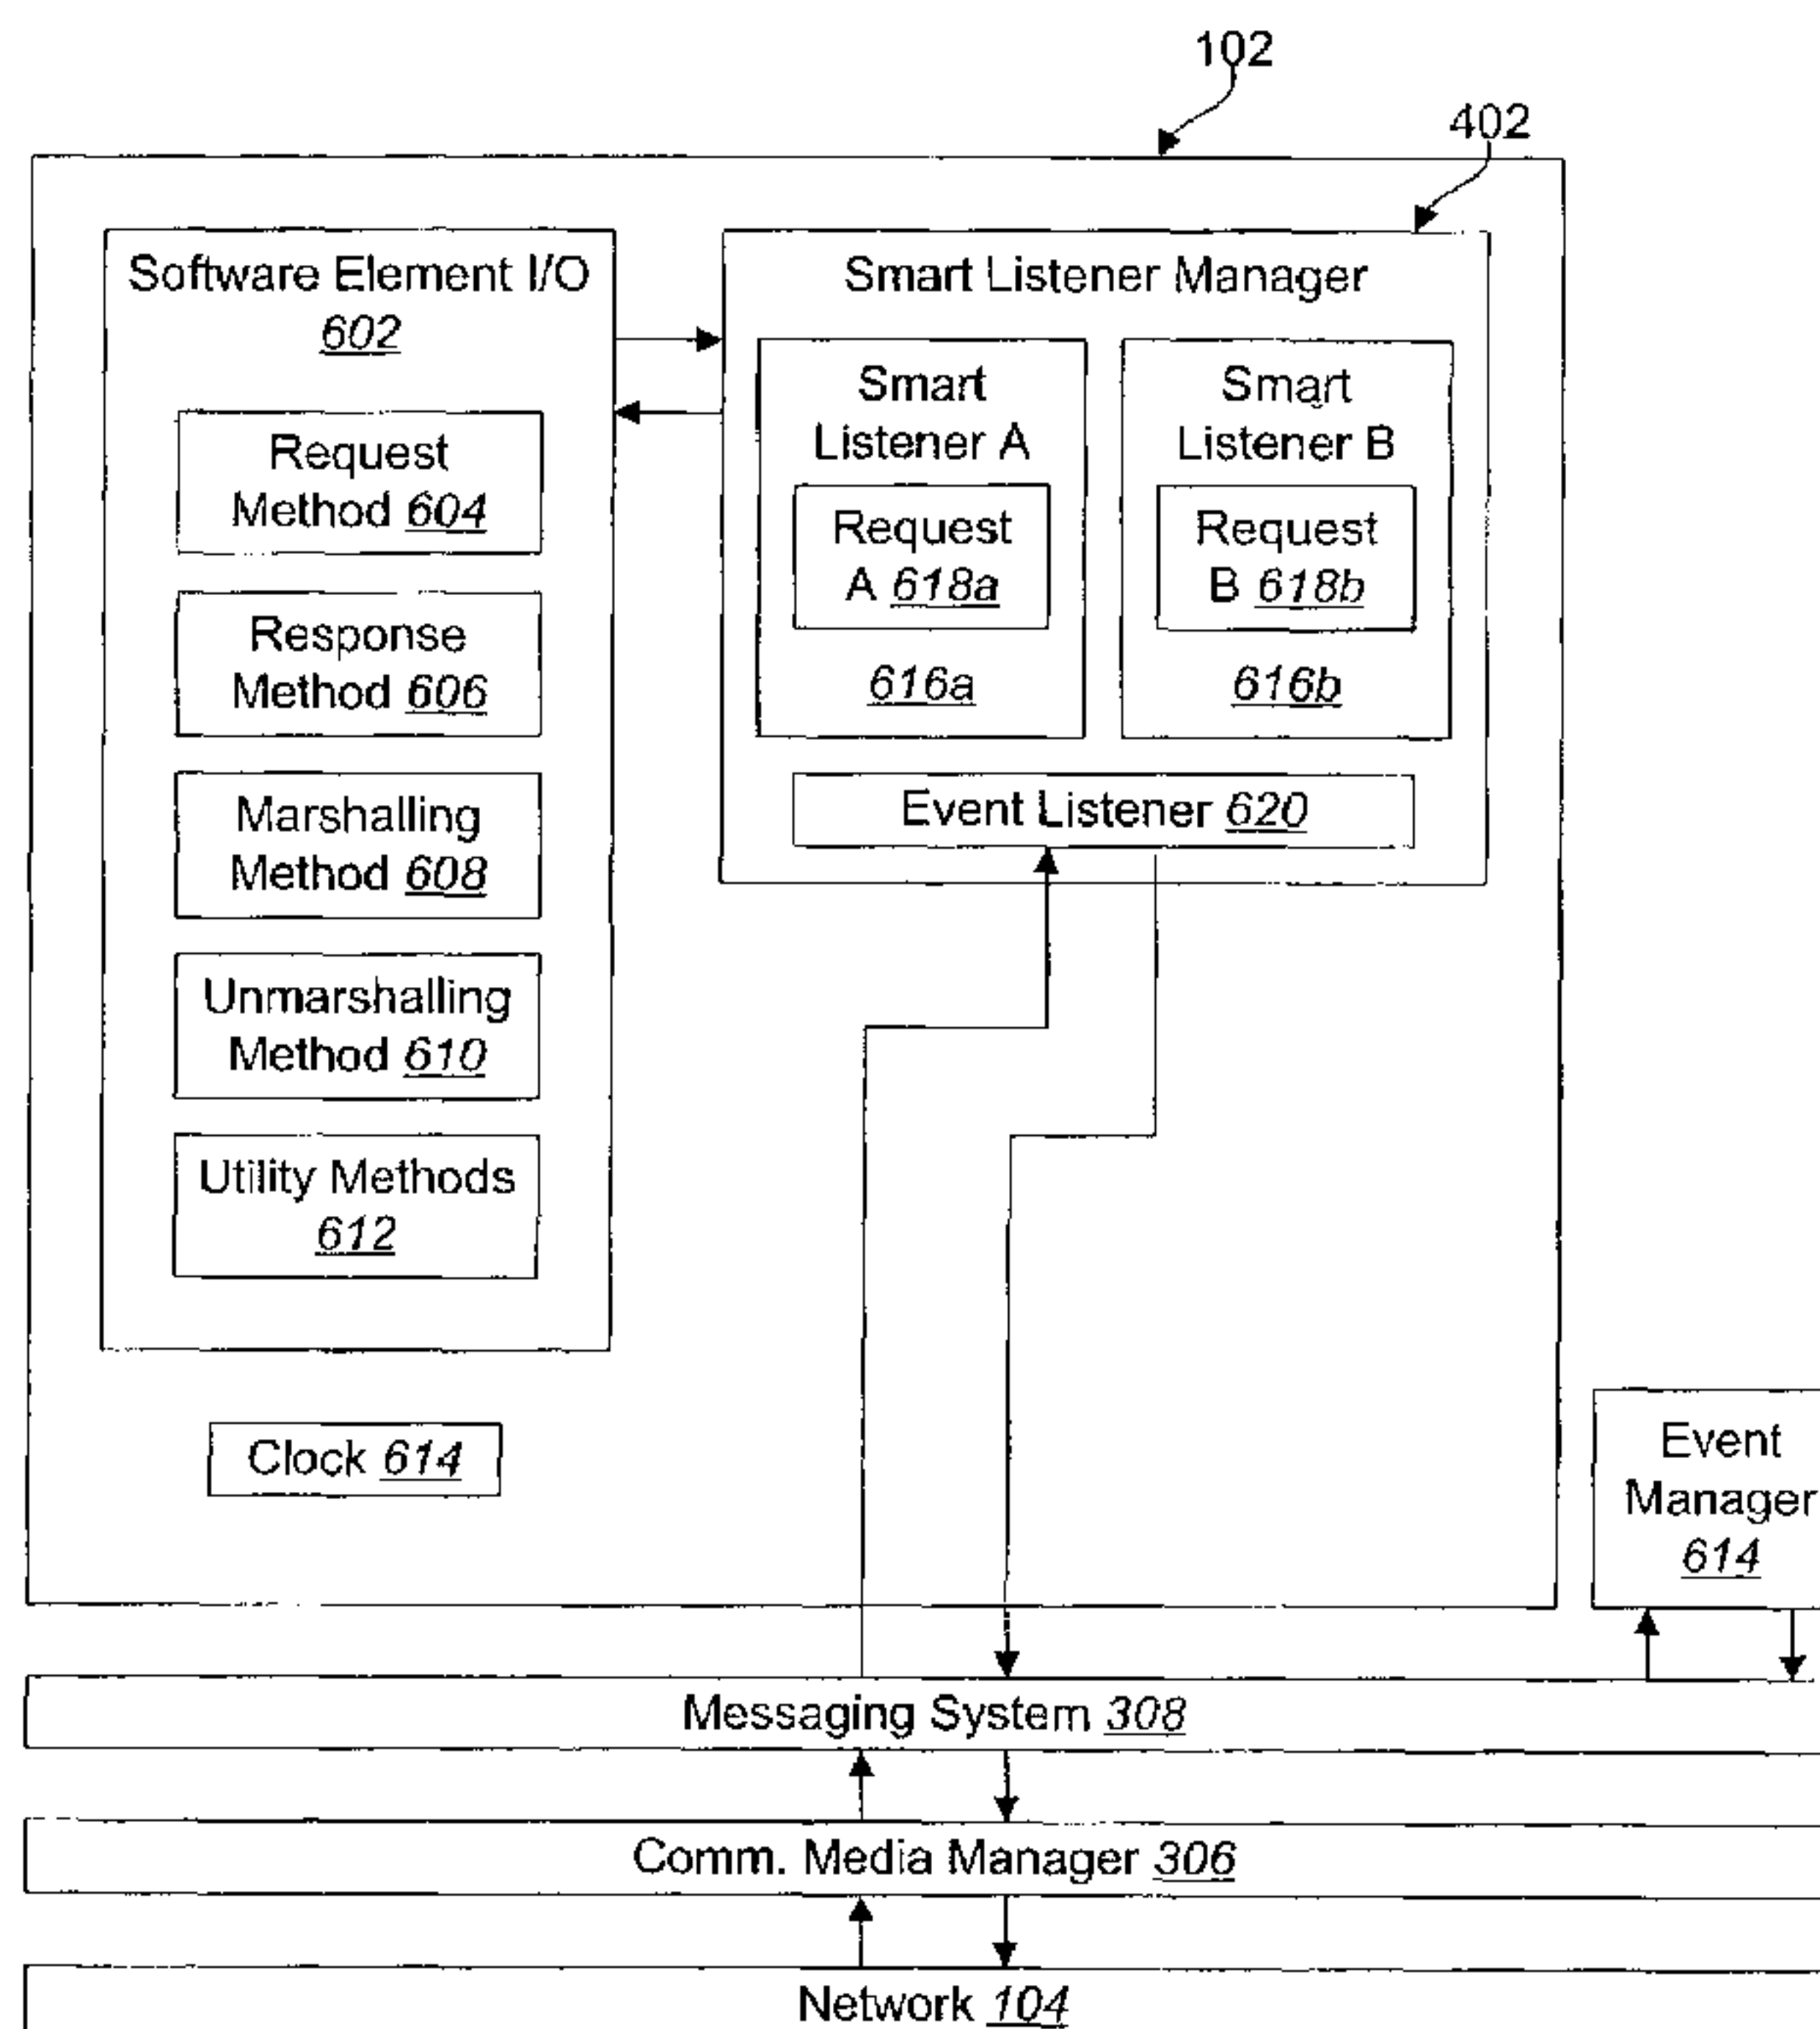 102
402
Software Element I/O
602
Request
Method 604
Response
Method 606
Marshalling
Method 608
Unmarshalling
Method 610
Utility Methods
612
Clock 614
Smart Listener Manager
Smart
Listener A
Request
A 618a
616a
Smart
Listener B
Request
B 618b
616b
Event Listener 620
Event
Manager
614
Messaging System 308
Comm. Media Manager 306
Network 104